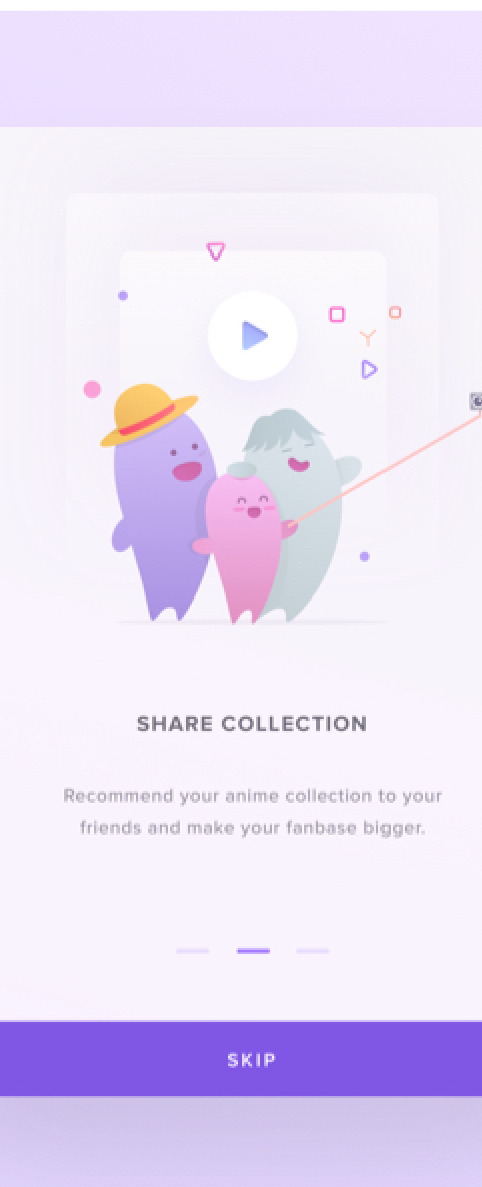 SHARE COLLECTION
Recommend your anime collection to your
friends and make your fanbase bigger.
SKIP